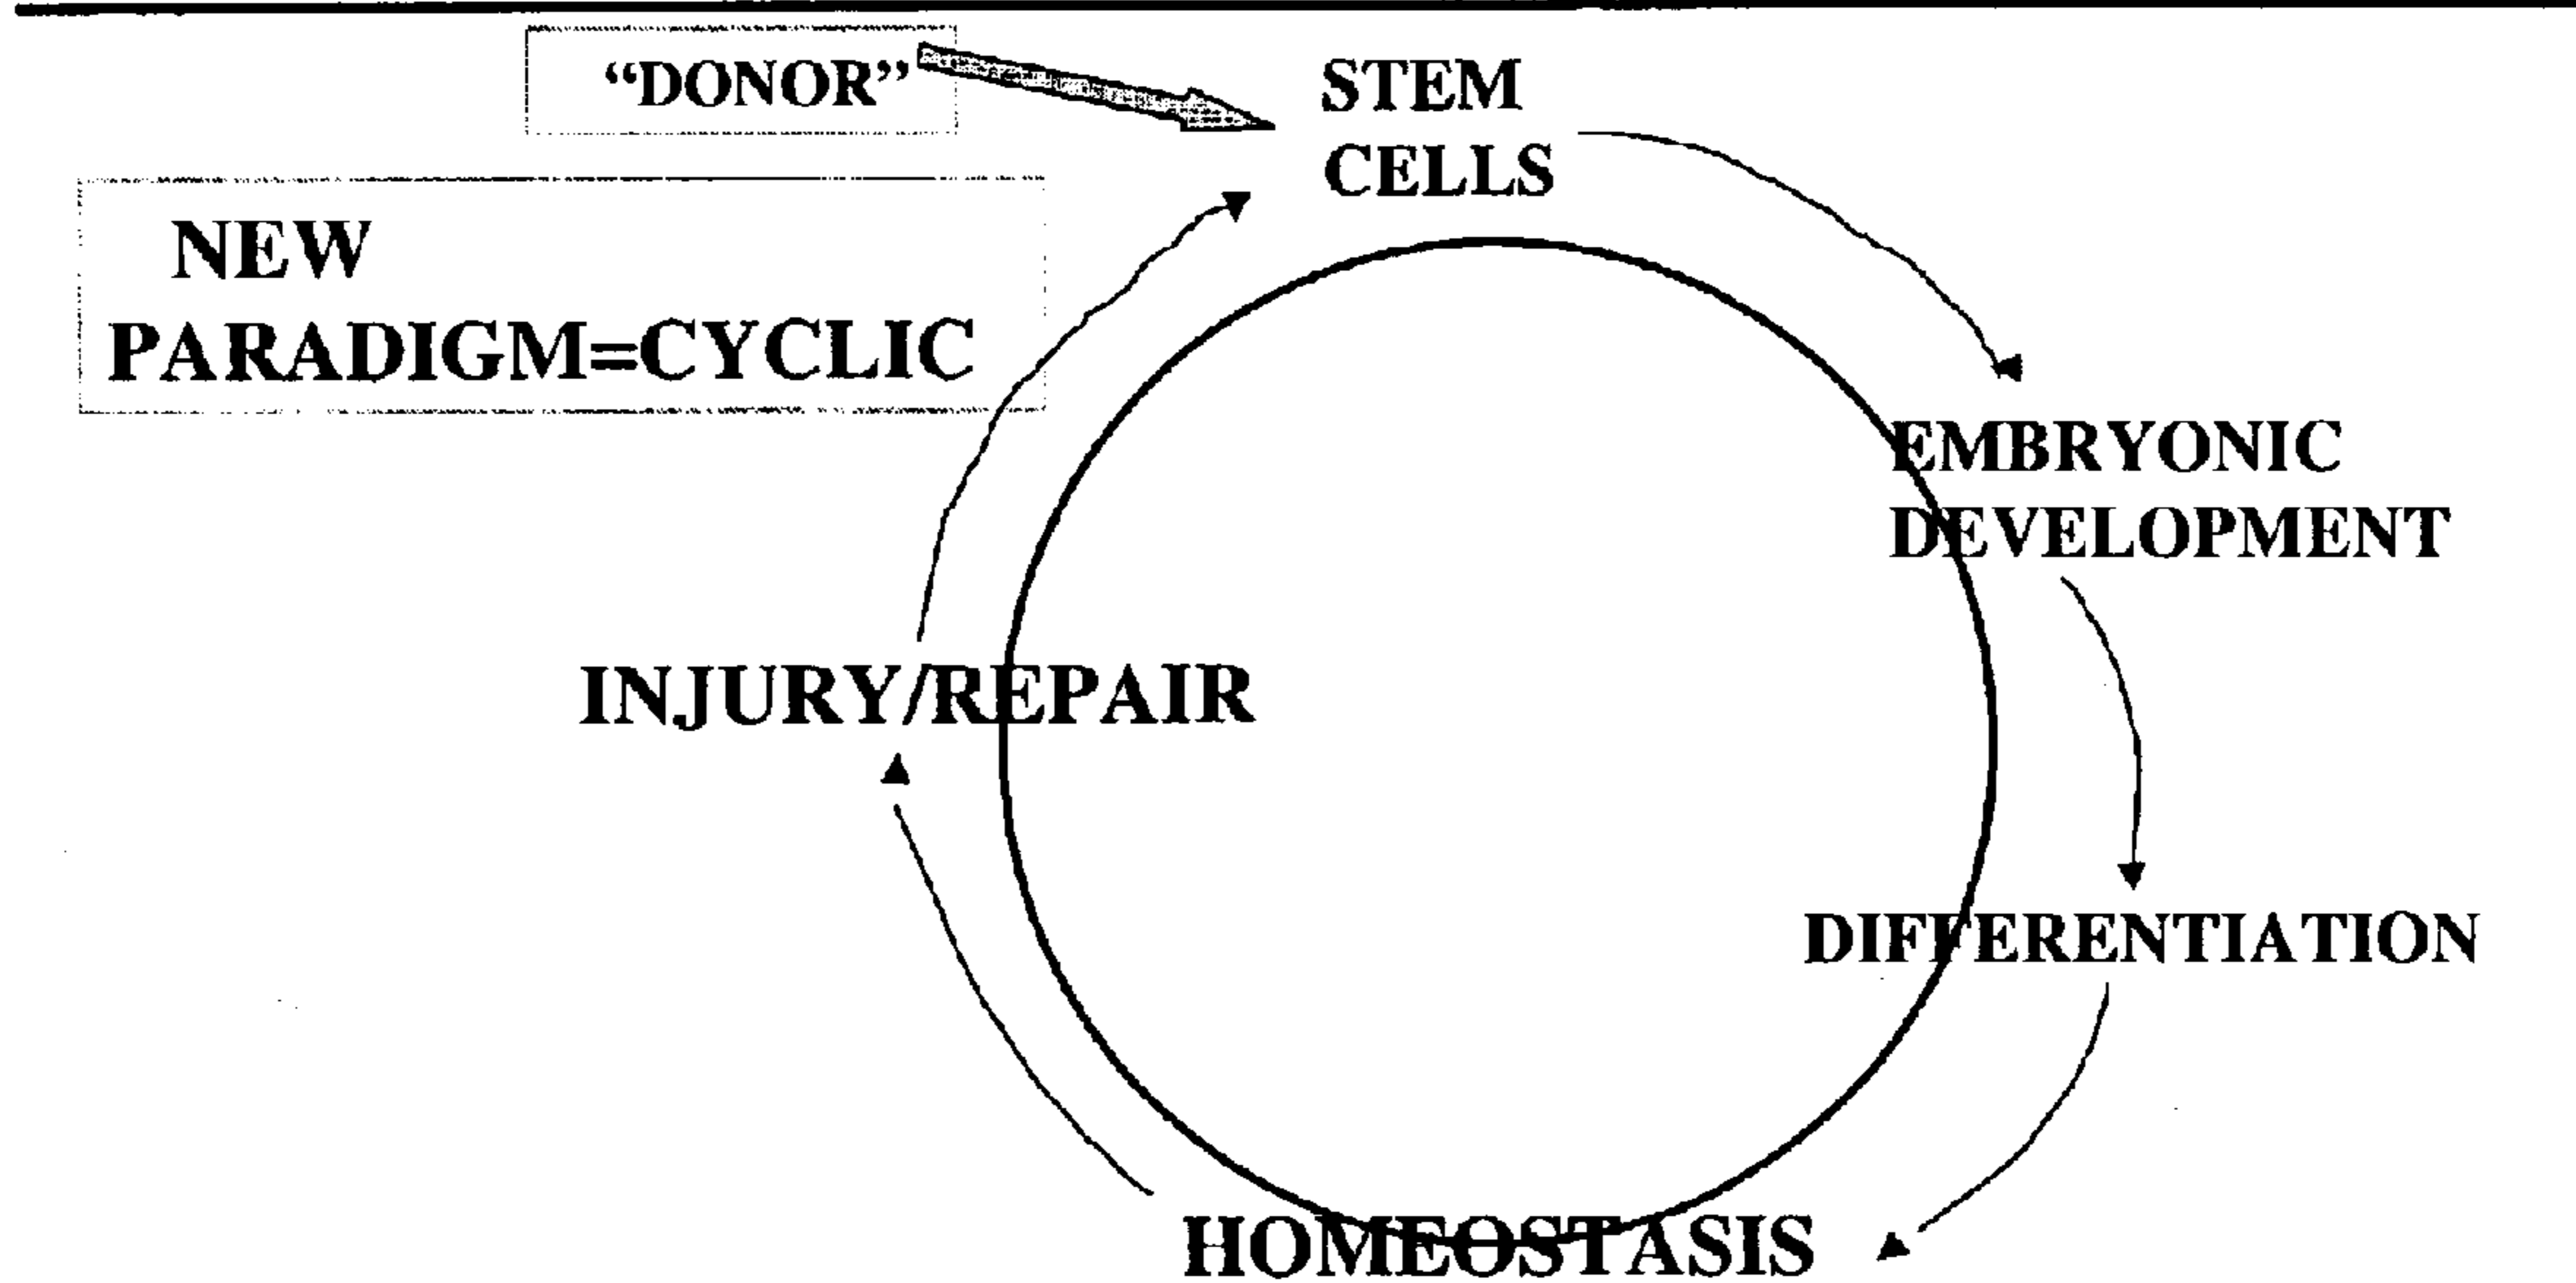 “DONOR”
STEM
CELLS
NEW
PARADIGM=CYCLIC
EMBRYONIC
DEVELOPMENT
INJURY/REPAIR
DIFFERENTIATION
HOMEOSTASIS